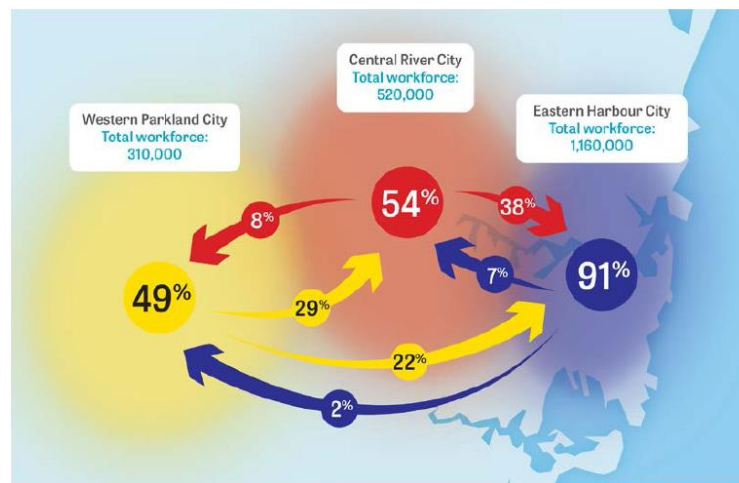 Central River City
Total workforce:
520,000
Western Parkland City
Total workforce:
310,000
Eastern Harbour City
Total workforce:
1,160,000
54%
8%
38%
49%
29%
7%
91%
22%
2%